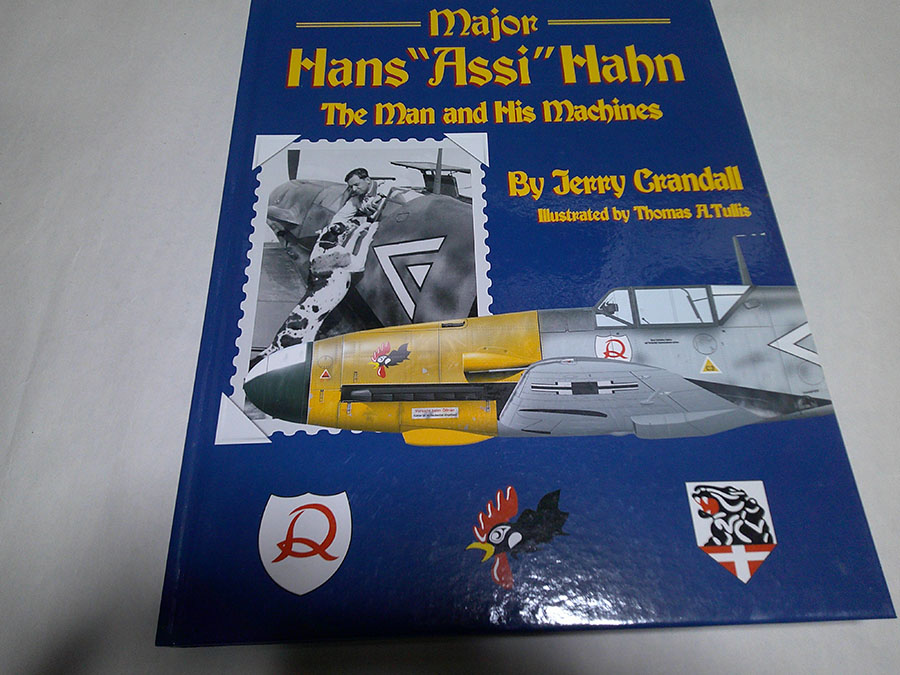 Major
Hans "Assi" Hahn
The Man and His Machines
By Jerry Crandall
Illustrated by Thomas A. Tullis